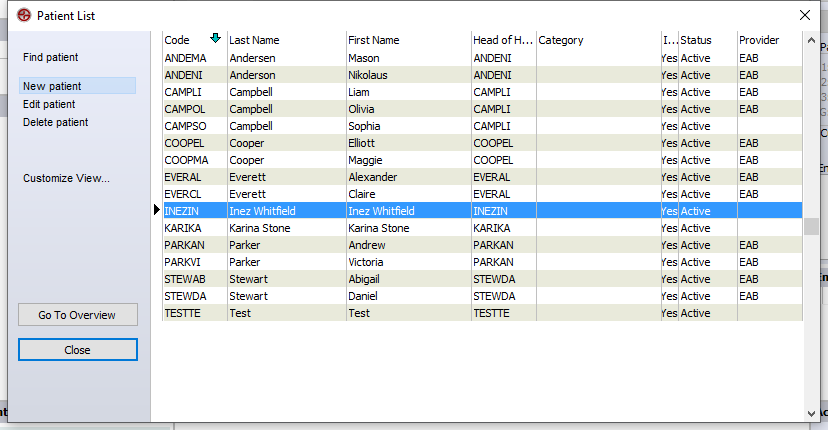 Patient List
Find patient
New patient
Edit patient
Delete patient
Customize View...
Go To Overview
Close
Code Last Name First Name Head of H... Category I... Status Provider
ANDEMA Andersen Mason ANDENI Yes Active EAB
ANDENI Anderson Nikolaus ANDENI Yes Active EAB
CAMPLI Campbell Liam CAMPLI Yes Active EAB
CAMPOL Campbell Olivia CAMPLI Yes Active EAB
CAMPSO Campbell Sophia CAMPLI Yes Active
COOPEL Cooper Elliott COOPEL Yes Active EAB
COOPMA Cooper Maggie COOPEL Yes Active EAB
EVERAL Everett Alexander EVERAL Yes Active EAB
EVERCL Everett Claire EVERAL Yes Active EAB
INEZIN Inez Whitfield Inez Whitfield INEZIN Yes Active
KARIKA Karina Stone Karina Stone KARIKA Yes Active
PARKAN Parker Andrew PARKAN Yes Active EAB
PARKVI Parker Victoria PARKAN Yes Active EAB
STEWAB Stewart Abigail STEWDA Yes Active EAB
STEWDA Stewart Daniel STEWDA Yes Active EAB
TESTTE Test Test TESTTE Yes Active